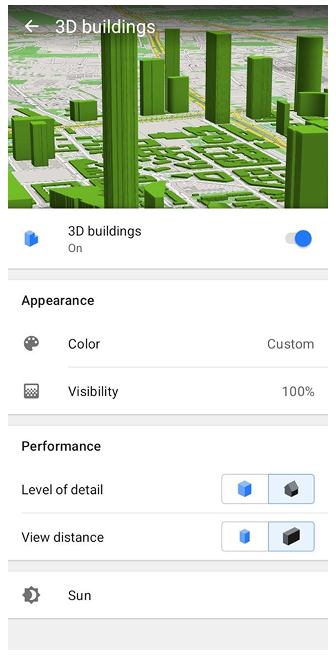 3D buildings
3D buildings
On
Appearance
Color Custom
Visibility 100%
Performance
Level of detail
View distance
Sun